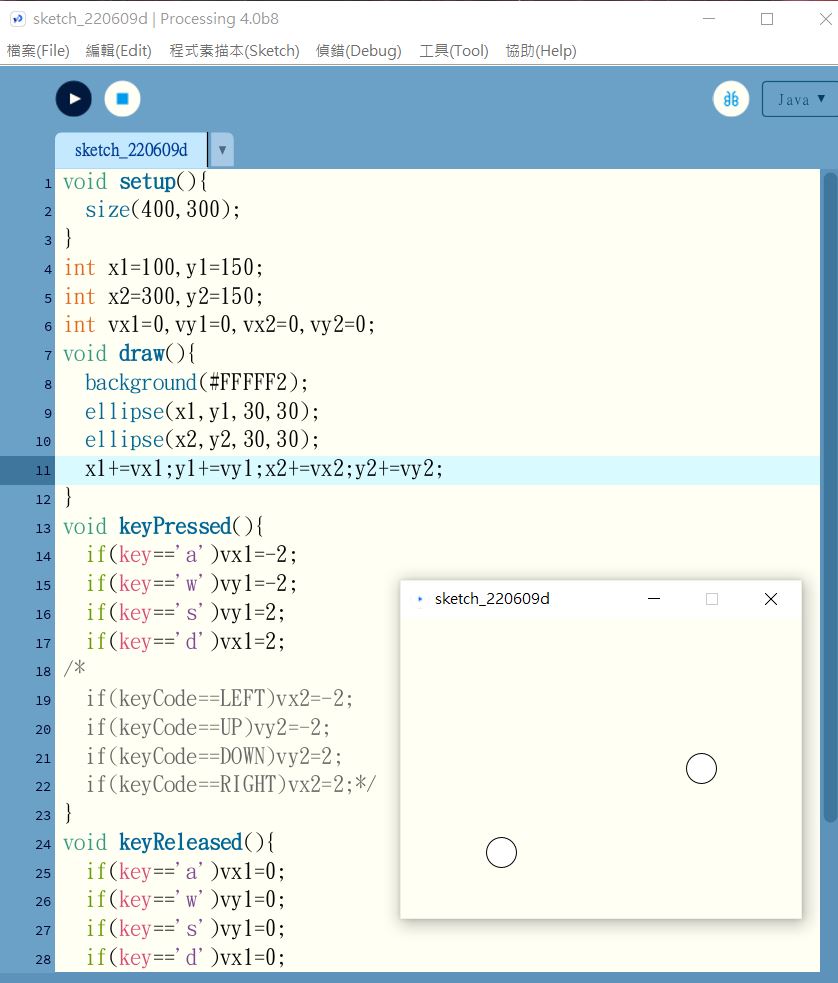 sketch_220609d | Processing 4.0b8
檔案(File) 編輯(Edit) 程式素描本(Sketch) 偵錯(Debug) 工具(Tool) 協助(Help)
Java ▼
sketch_220609d ▼
1 void setup(){
2   size(400,300);
3 }
4 int x1=100,y1=150;
5 int x2=300,y2=150;
6 int vx1=0,vy1=0,vx2=0,vy2=0;
7 void draw(){
8   background(#FFFFF2);
9   ellipse(x1,y1,30,30);
10   ellipse(x2,y2,30,30);
11   x1+=vx1;y1+=vy1;x2+=vx2;y2+=vy2;
12 }
13 void keyPressed(){
14   if(key=='a')vx1=-2;
15   if(key=='w')vy1=-2;
16   if(key=='s')vy1=2;
17   if(key=='d')vx1=2;
18 /*
19   if(keyCode==LEFT)vx2=-2;
20   if(keyCode==UP)vy2=-2;
21   if(keyCode==DOWN)vy2=2;
22   if(keyCode==RIGHT)vx2=2;*/
23 }
24 void keyReleased(){
25   if(key=='a')vx1=0;
26   if(key=='w')vy1=0;
27   if(key=='s')vy1=0;
28   if(key=='d')vx1=0;
sketch_220609d